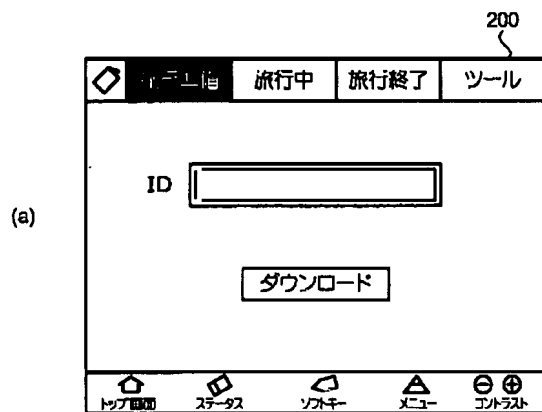 200
旅行中 旅行終了 ツール
ID
(a)
ダウンロード
トップ画面 ステータス ソフトキー メニュー コントラスト